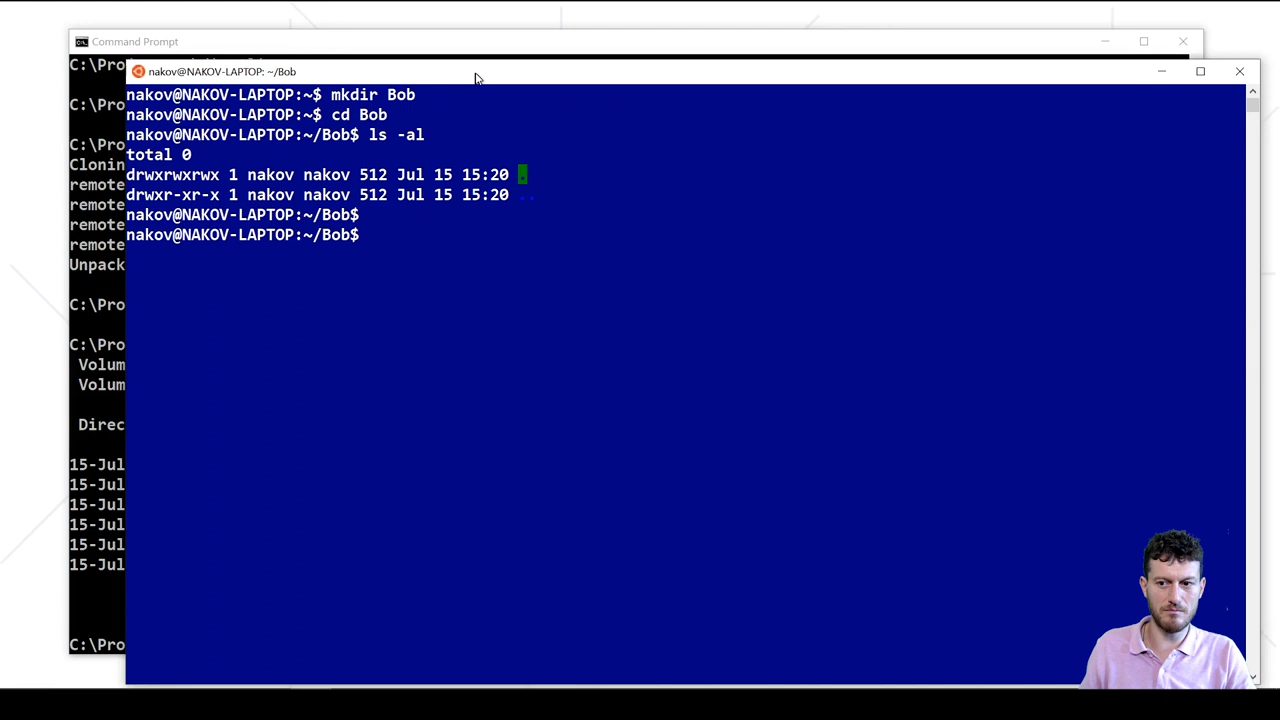 Command Prompt
C:\Pro
nakov@NAKOV-LAPTOP: ~/Bob
C:\Pro
C:\Pro
Clonin
remote
remote
remote
remote
Unpack
C:\Pro
C:\Pro
Volum
Volum
Direc
15-Jul
15-Jul
15-Jul
15-Jul
15-Jul
15-Jul
C:\Pro
nakov@NAKOV-LAPTOP:~$ mkdir Bob
nakov@NAKOV-LAPTOP:~$ cd Bob
nakov@NAKOV-LAPTOP:~/Bob$ ls -al
total 0
drwxrwxrwx 1 nakov nakov 512 Jul 15 15:20 .
drwxr-xr-x 1 nakov nakov 512 Jul 15 15:20 ..
nakov@NAKOV-LAPTOP:~/Bob$
nakov@NAKOV-LAPTOP:~/Bob$